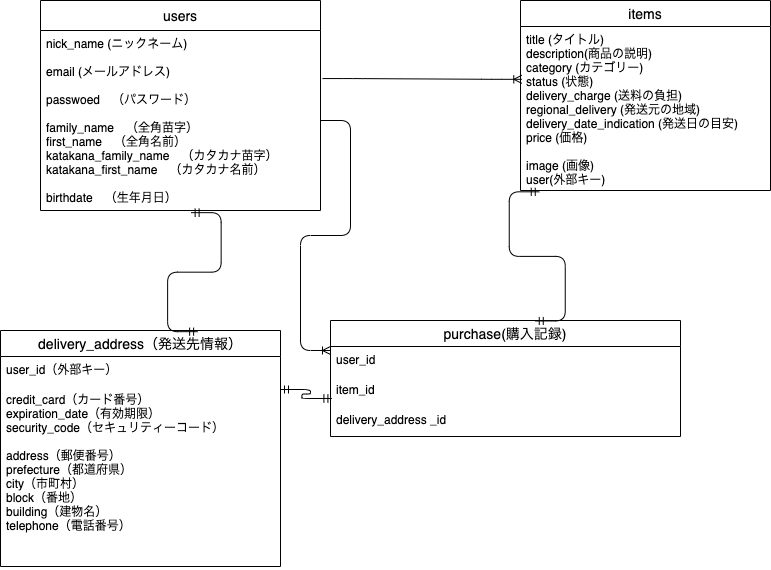 users
nick_name (ニックネーム)
email (メールアドレス)
passwoed （パスワード）
family_name （全角苗字）
first_name （全角名前）
katakana_family_name （カタカナ苗字）
katakana_first_name （カタカナ名前）
birthdate （生年月日）
items
title (タイトル)
description(商品の説明)
category (カテゴリー)
status (状態)
delivery_charge (送料の負担)
regional_delivery (発送元の地域)
delivery_date_indication (発送日の目安)
price (価格)
image (画像)
user(外部キー)
delivery_address（発送先情報）
user_id（外部キー）
credit_card（カード番号）
expiration_date（有効期限）
security_code（セキュリティーコード）
address（郵便番号）
prefecture（都道府県）
city（市町村）
block（番地）
building（建物名）
telephone（電話番号）
purchase(購入記録)
user_id
item_id
delivery_address _id